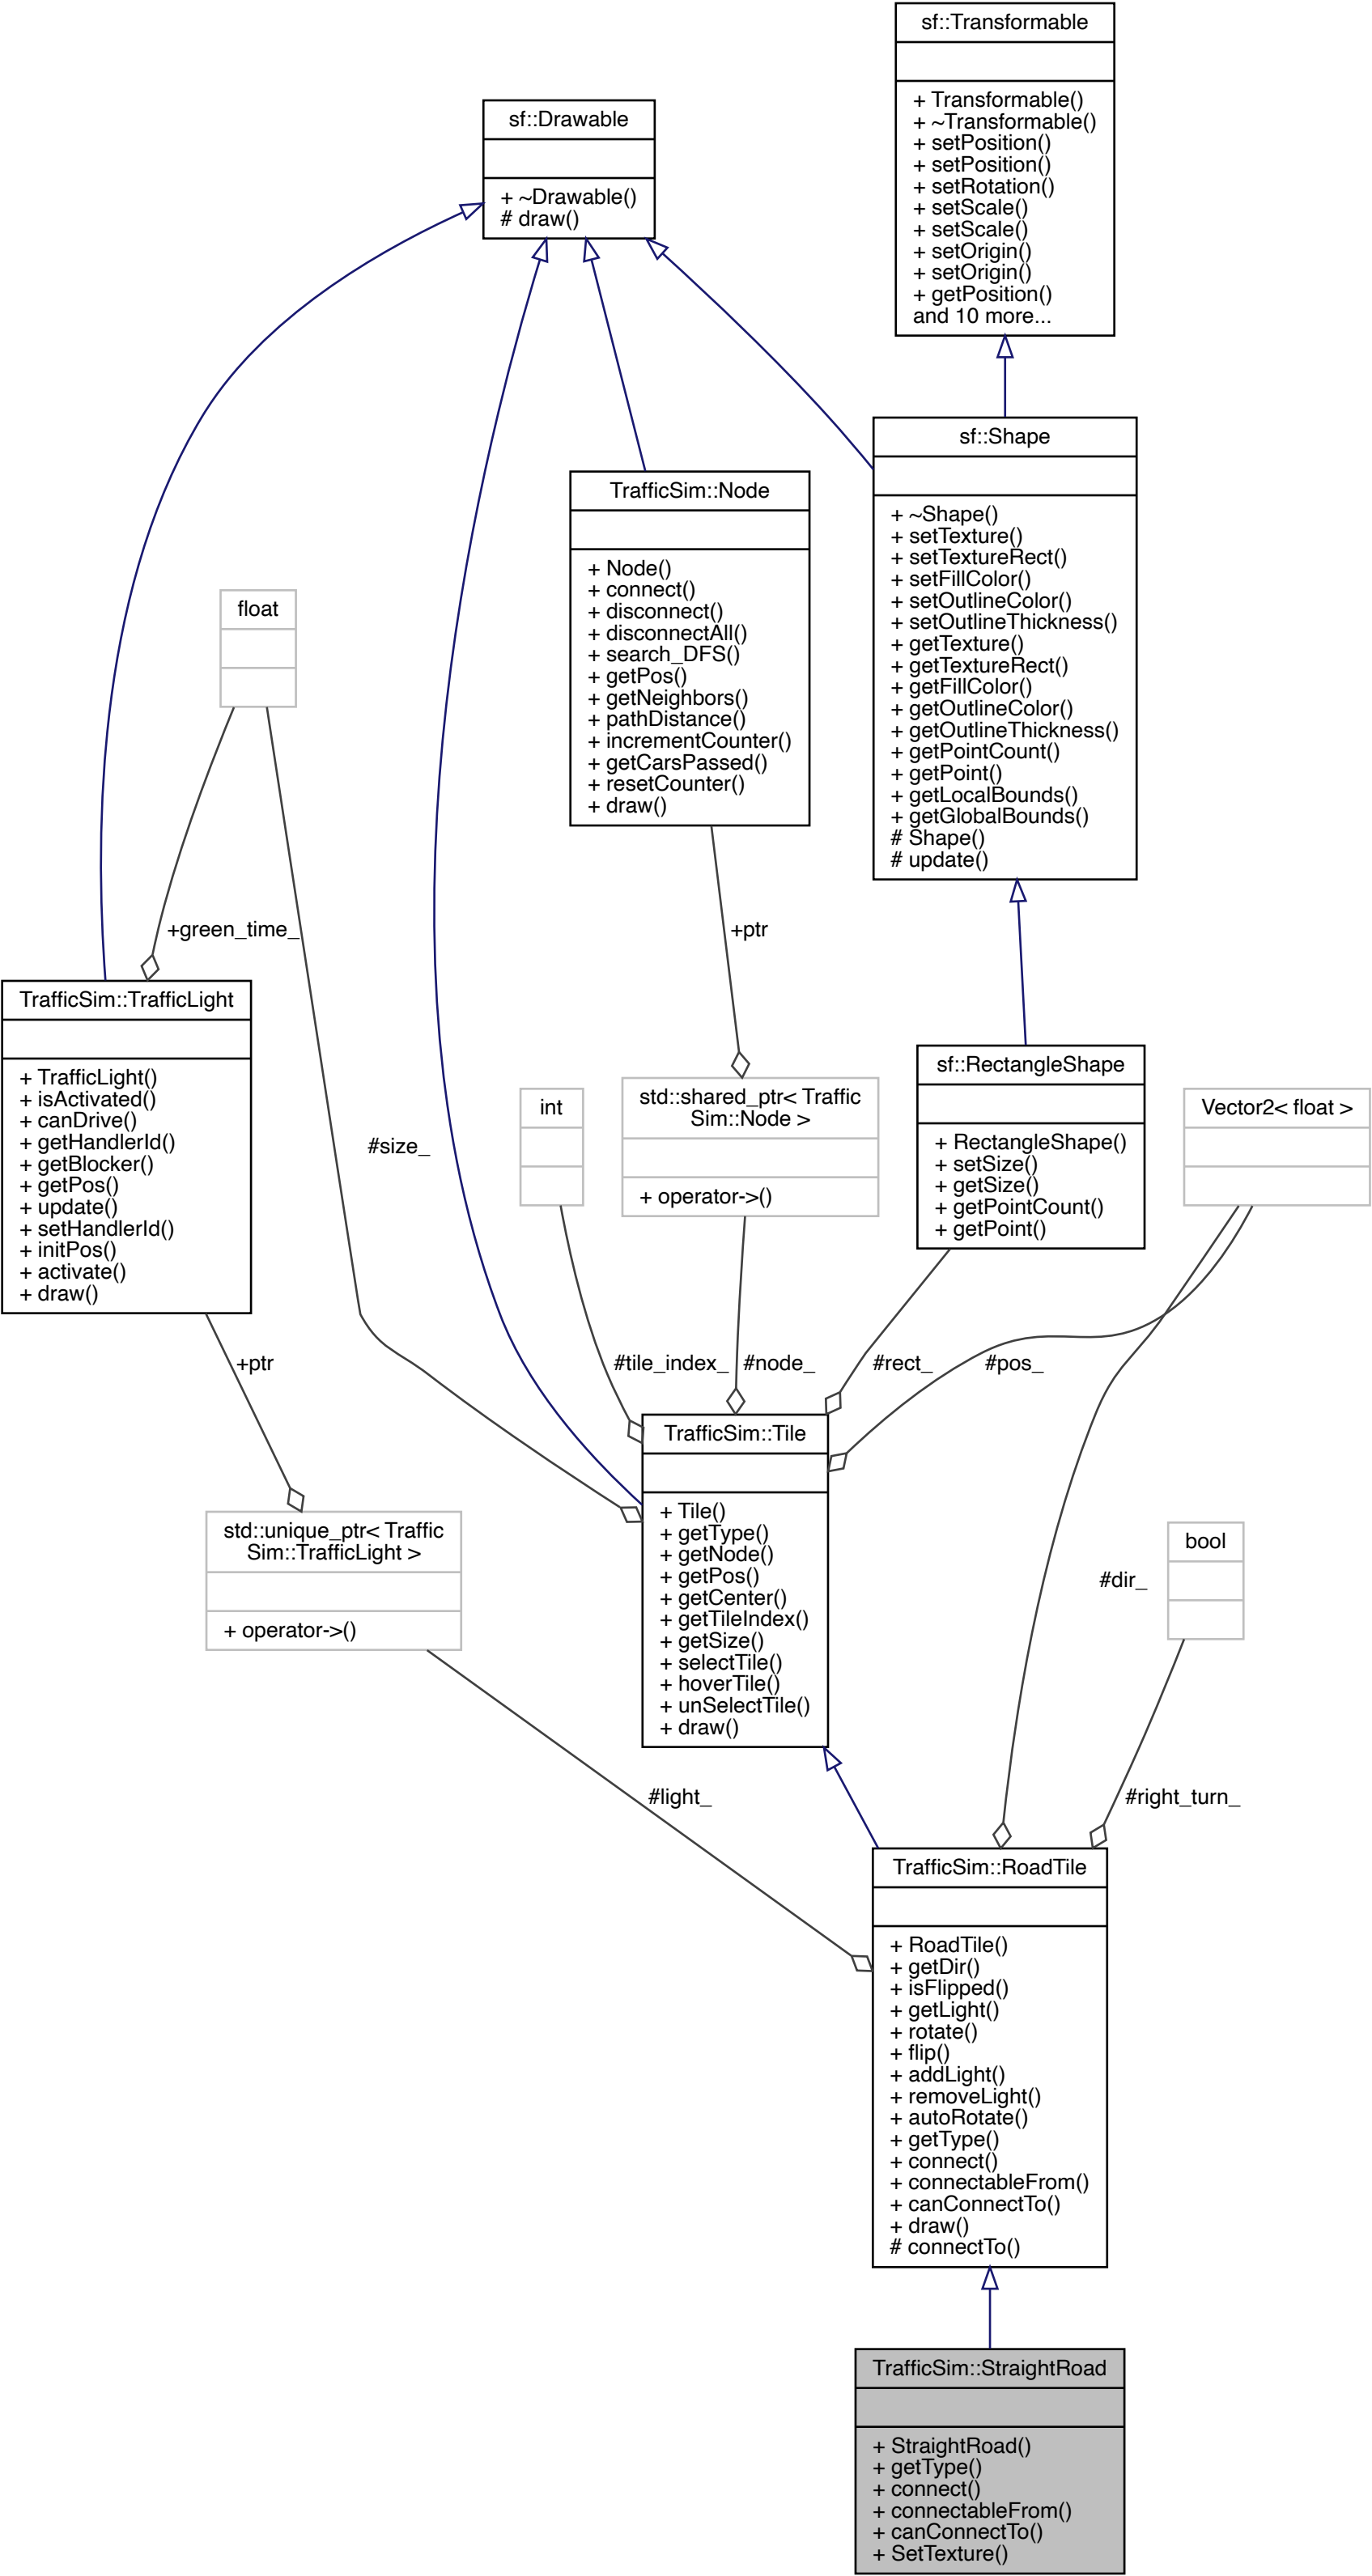 sf::Transformable
+ Transformable()
+ ~Transformable()
+ setPosition()
+ setPosition()
+ setRotation()
+ setScale()
+ setScale()
+ setOrigin()
+ setOrigin()
+ getPosition()
and 10 more...
sf::Drawable
+ ~Drawable()
# draw()
sf::Shape
+ ~Shape()
+ setTexture()
+ setTextureRect()
+ setFillColor()
+ setOutlineColor()
+ setOutlineThickness()
+ getTexture()
+ getTextureRect()
+ getFillColor()
+ getOutlineColor()
+ getOutlineThickness()
+ getPointCount()
+ getPoint()
+ getLocalBounds()
+ getGlobalBounds()
# Shape()
# update()
TrafficSim::Node
+ Node()
+ connect()
+ disconnect()
+ disconnectAll()
+ search_DFS()
+ getPos()
+ getNeighbors()
+ pathDistance()
+ incrementCounter()
+ getCarsPassed()
+ resetCounter()
+ draw()
float
+green_time_
+ptr
TrafficSim::TrafficLight
+ TrafficLight()
+ isActivated()
+ canDrive()
+ getHandlerId()
+ getBlocker()
+ getPos()
+ update()
+ setHandlerId()
+ initPos()
+ activate()
+ draw()
#size_
int
std::shared_ptr< Traffic
Sim::Node >
+ operator->()
sf::RectangleShape
+ RectangleShape()
+ setSize()
+ getSize()
+ getPointCount()
+ getPoint()
Vector2< float >
+ptr
#tile_index_
#node_
#rect_
#pos_
TrafficSim::Tile
+ Tile()
+ getType()
+ getNode()
+ getPos()
+ getCenter()
+ getTileIndex()
+ getSize()
+ selectTile()
+ hoverTile()
+ unSelectTile()
+ draw()
std::unique_ptr< Traffic
Sim::TrafficLight >
+ operator->()
#dir_
bool
#light_
#right_turn_
TrafficSim::RoadTile
+ RoadTile()
+ getDir()
+ isFlipped()
+ getLight()
+ rotate()
+ flip()
+ addLight()
+ removeLight()
+ autoRotate()
+ getType()
+ connect()
+ connectableFrom()
+ canConnectTo()
+ draw()
# connectTo()
TrafficSim::StraightRoad
+ StraightRoad()
+ getType()
+ connect()
+ connectableFrom()
+ canConnectTo()
+ SetTexture()